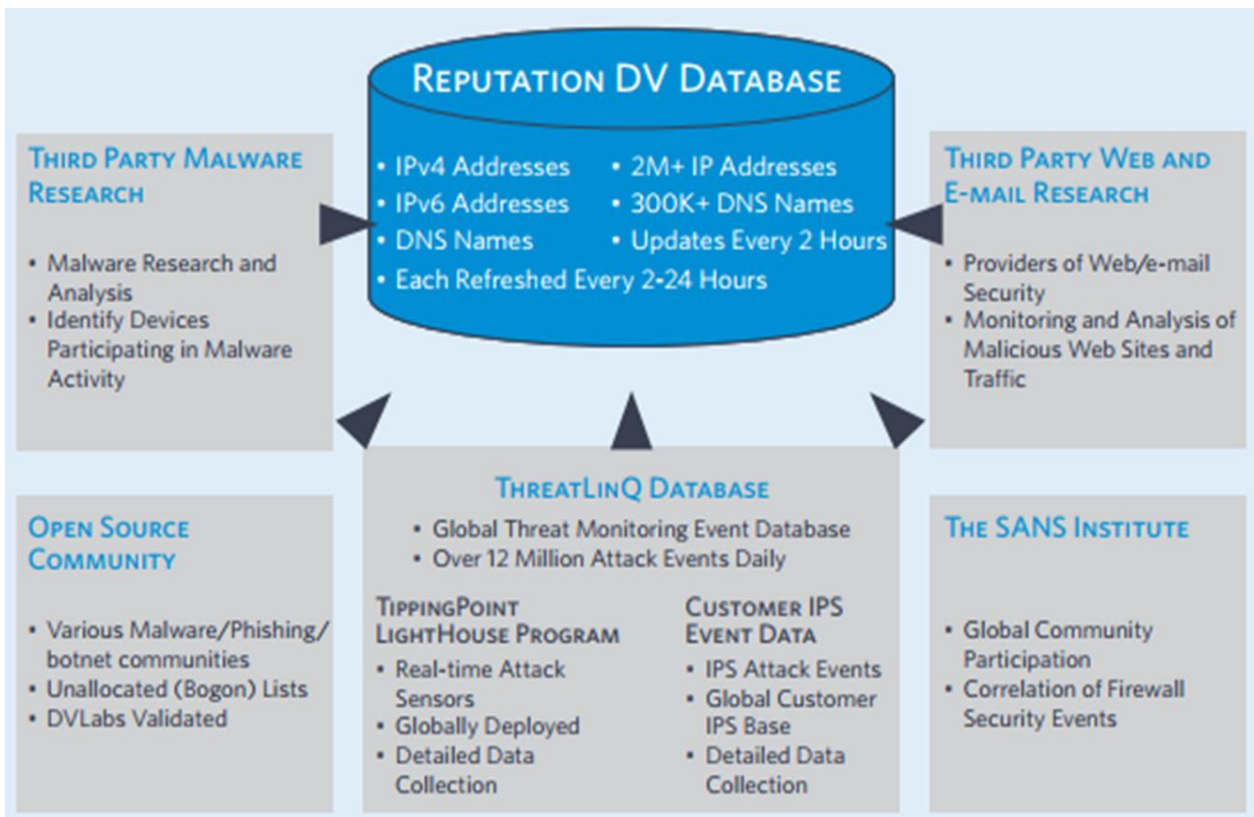 REPUTATION DV DATABASE
• IPv4 Addresses
• IPv6 Addresses
• DNS Names
• 2M+ IP Addresses
• 300K+ DNS Names
• Updates Every 2 Hours
• Each Refreshed Every 2-24 Hours
THIRD PARTY MALWARE
RESEARCH
• Malware Research and
Analysis
• Identify Devices
Participating in Malware
Activity
THIRD PARTY WEB AND
E-MAIL RESEARCH
• Providers of Web/e-mail
Security
• Monitoring and Analysis of
Malicious Web Sites and
Traffic
OPEN SOURCE
COMMUNITY
• Various Malware/Phishing/
botnet communities
• Unallocated (Bogon) Lists
• DVLabs Validated
THREATLINQ DATABASE
• Global Threat Monitoring Event Database
• Over 12 Million Attack Events Daily
TIPPINGPOINT
LIGHTHOUSE PROGRAM
• Real-time Attack
Sensors
• Globally Deployed
• Detailed Data
Collection
CUSTOMER IPS
EVENT DATA
• IPS Attack Events
• Global Customer
IPS Base
• Detailed Data
Collection
THE SANS INSTITUTE
• Global Community
Participation
• Correlation of Firewall
Security Events